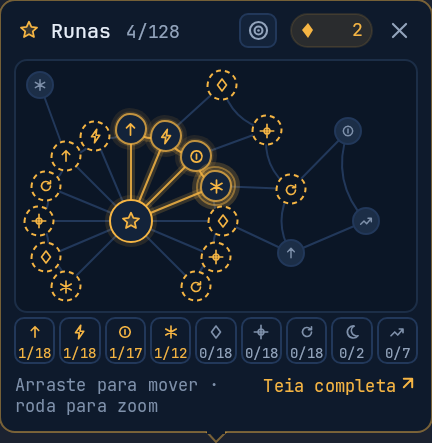 Runas 4/128
2
1/18 1/18 1/17 1/12 0/18 0/18 0/18 0/2 0/7
Arraste para mover · Teia completa
roda para zoom